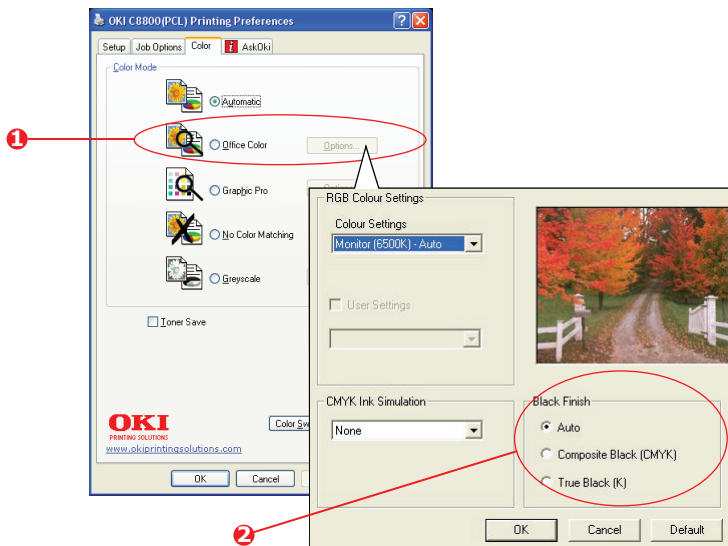 OKI C8800(PCL) Printing Preferences
Setup
Job Options
Color
i
AskOki
Color Mode
Automatic
1
Office Color
Options...
Graphic Pro
No Color Matching
Greyscale
Toner Save
OKI
PRINTING SOLUTIONS
www.okiprintingsolutions.com
OK
Cancel
RGB Colour Settings
Colour Settings
Monitor (6500K) - Auto
User Settings
CMYK Ink Simulation
None
Black Finish
Auto
Composite Black (CMYK)
True Black (K)
2
OK
Cancel
Default